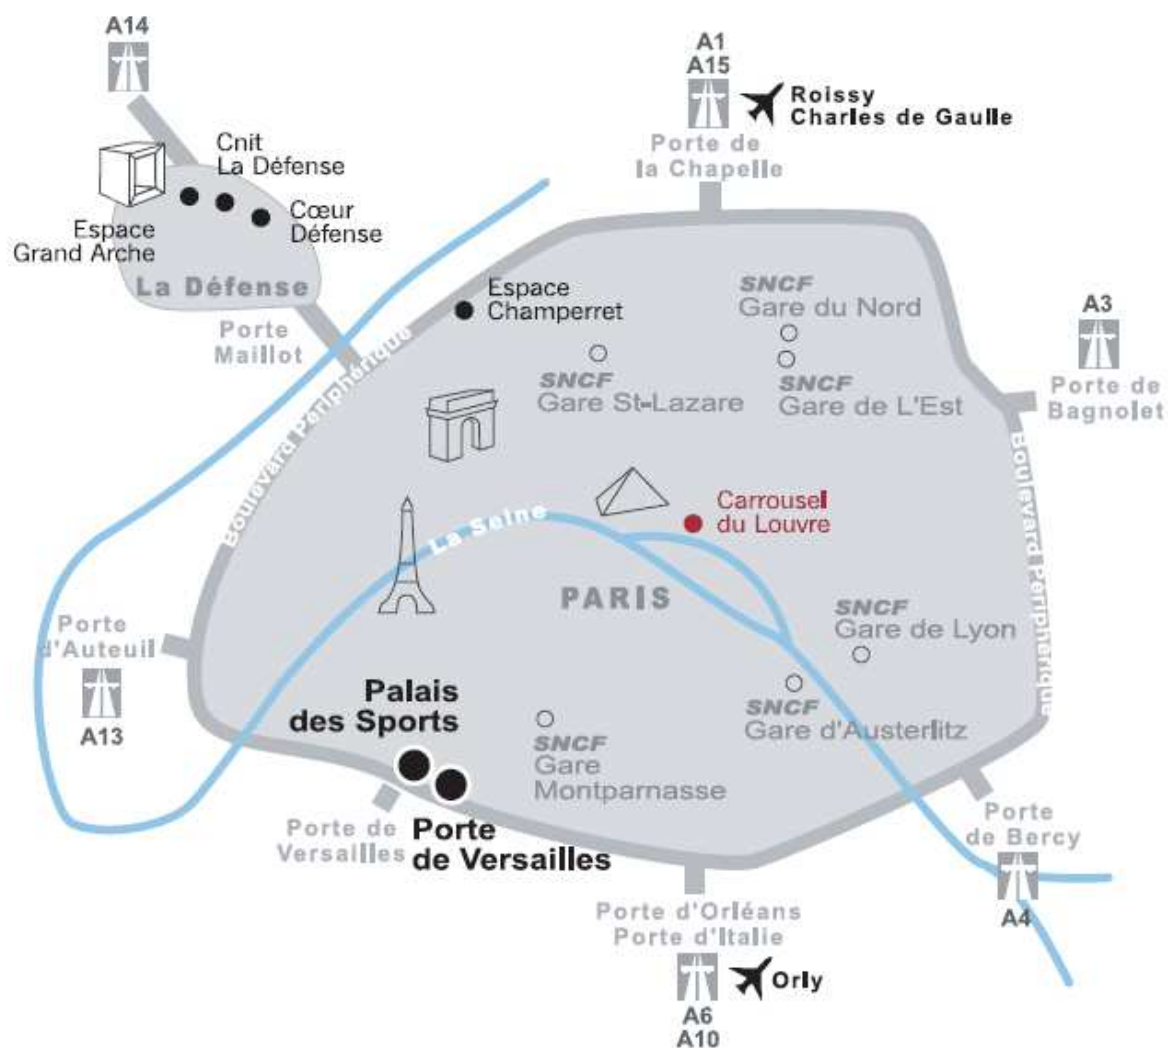 A14
A1
A15
Roissy
Charles de Gaulle
Porte de
la Chapelle
Cnit
La Défense
Cœur
Défense
Espace
Grand Arche
La Défense
Porte
Maillot
Espace
Champerret
SNCF
Gare du Nord
A3
Porte de
Bagnolet
SNCF
Gare St-Lazare
SNCF
Gare de L'Est
Boulevard Périphérique
Boulevard Périphérique
Carrousel
du Louvre
La Seine
PARIS
SNCF
Gare de Lyon
Porte
d'Auteuil
A13
Palais
des Sports
SNCF
Gare d'Austerlitz
SNCF
Gare
Montparnasse
Porte de
Versailles
Porte
de Versailles
Porte
de Bercy
A4
Porte d'Orléans
Porte d'Italie
Orly
A6
A10